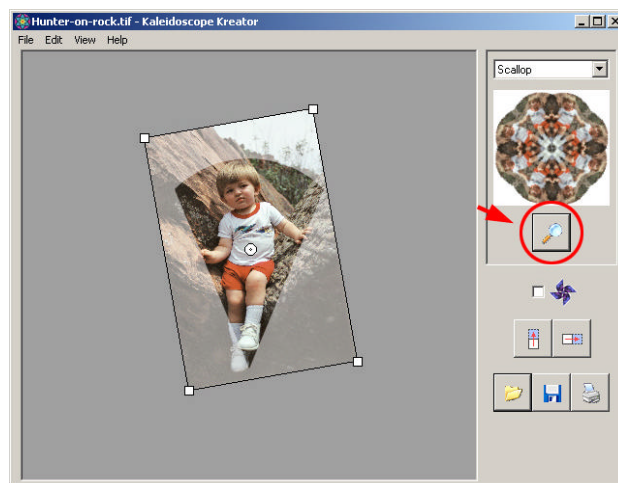 Hunter-on-rock.tif - Kaleidoscope Kreator
File Edit View Help
Scallop